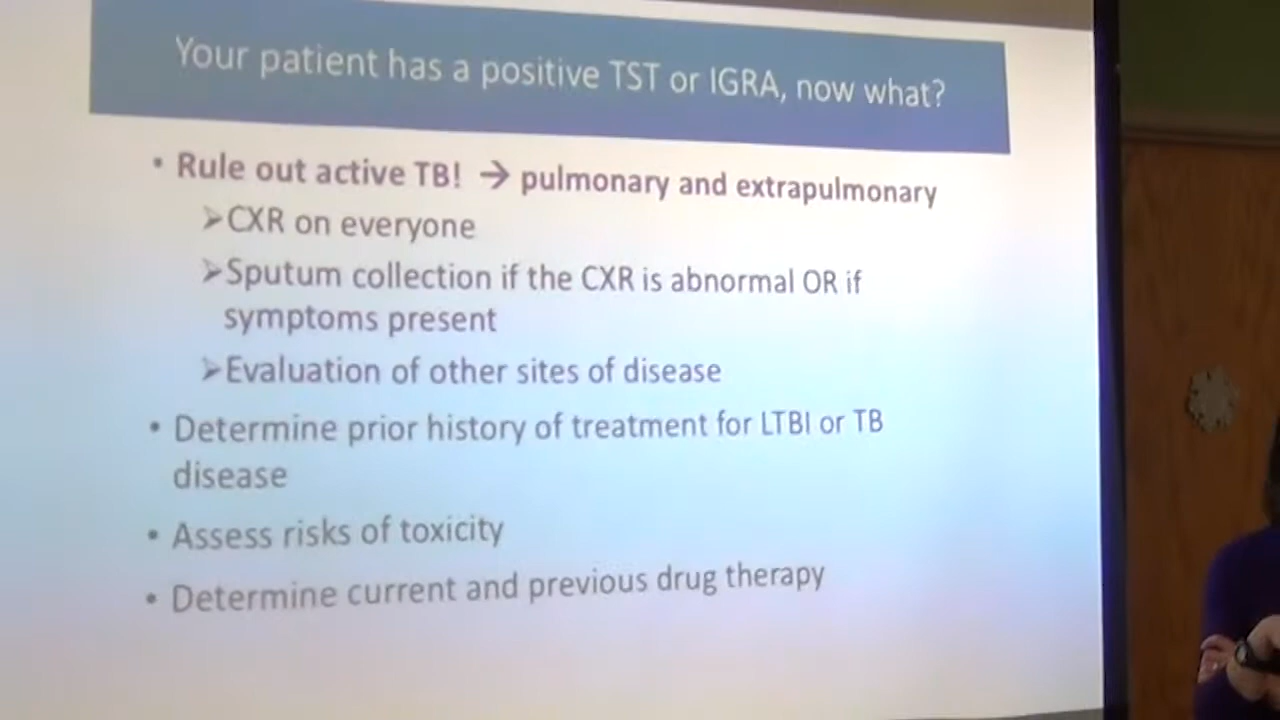 Your patient has a positive TST or IGRA, now what?
• Rule out active TB! → pulmonary and extrapulmonary
➢CXR on everyone
➢Sputum collection if the CXR is abnormal OR if
symptoms present
➢Evaluation of other sites of disease
• Determine prior history of treatment for LTBI or TB
disease
• Assess risks of toxicity
• Determine current and previous drug therapy